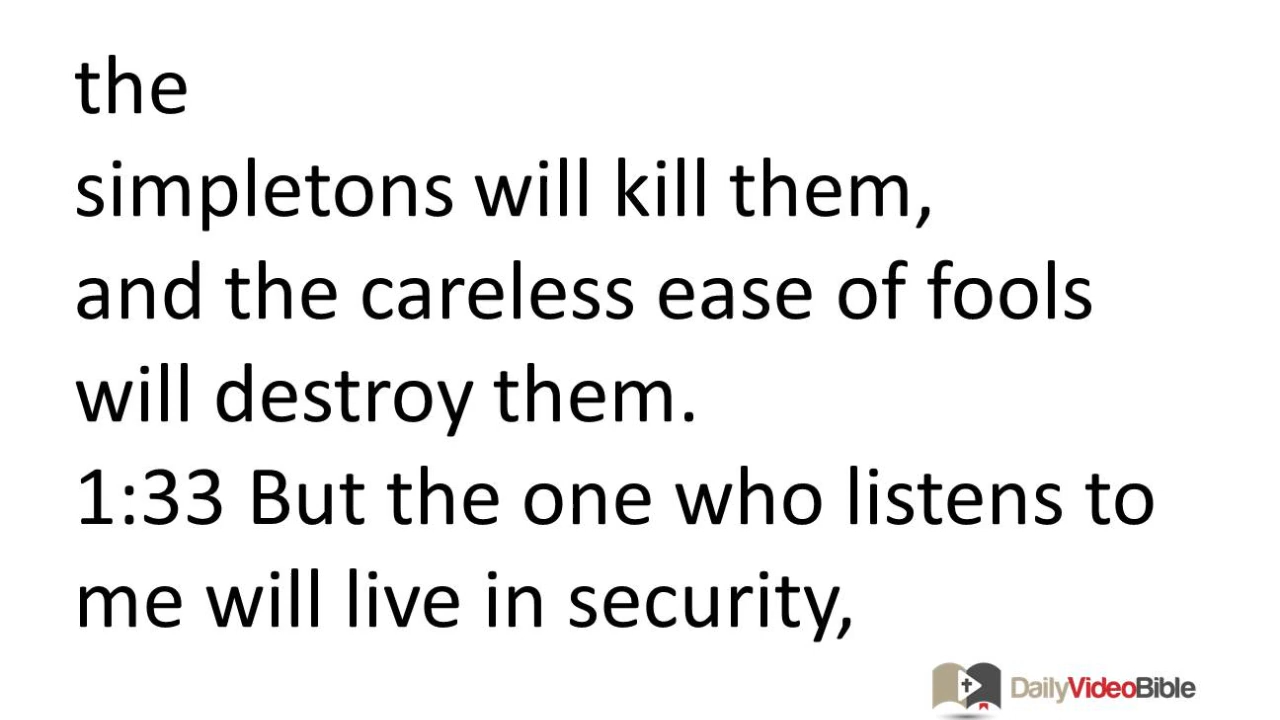 the
simpletons will kill them,
and the careless ease of fools
will destroy them.
1:33 But the one who listens to
me will live in security,
DailyVideoBible